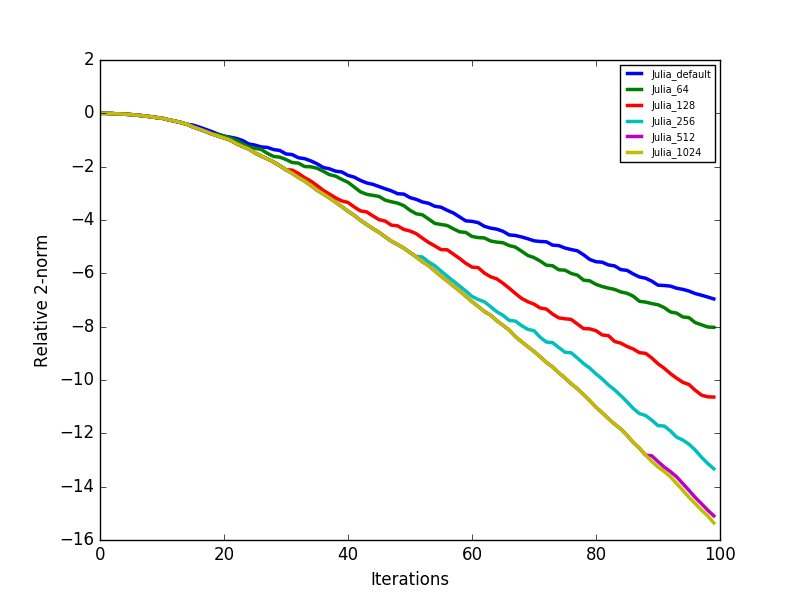 2
0
−2
−4
−6
−8
−10
−12
−14
−16
0 20 40 60 80 100
Relative 2-norm
Iterations
Julia_default
Julia_64
Julia_128
Julia_256
Julia_512
Julia_1024